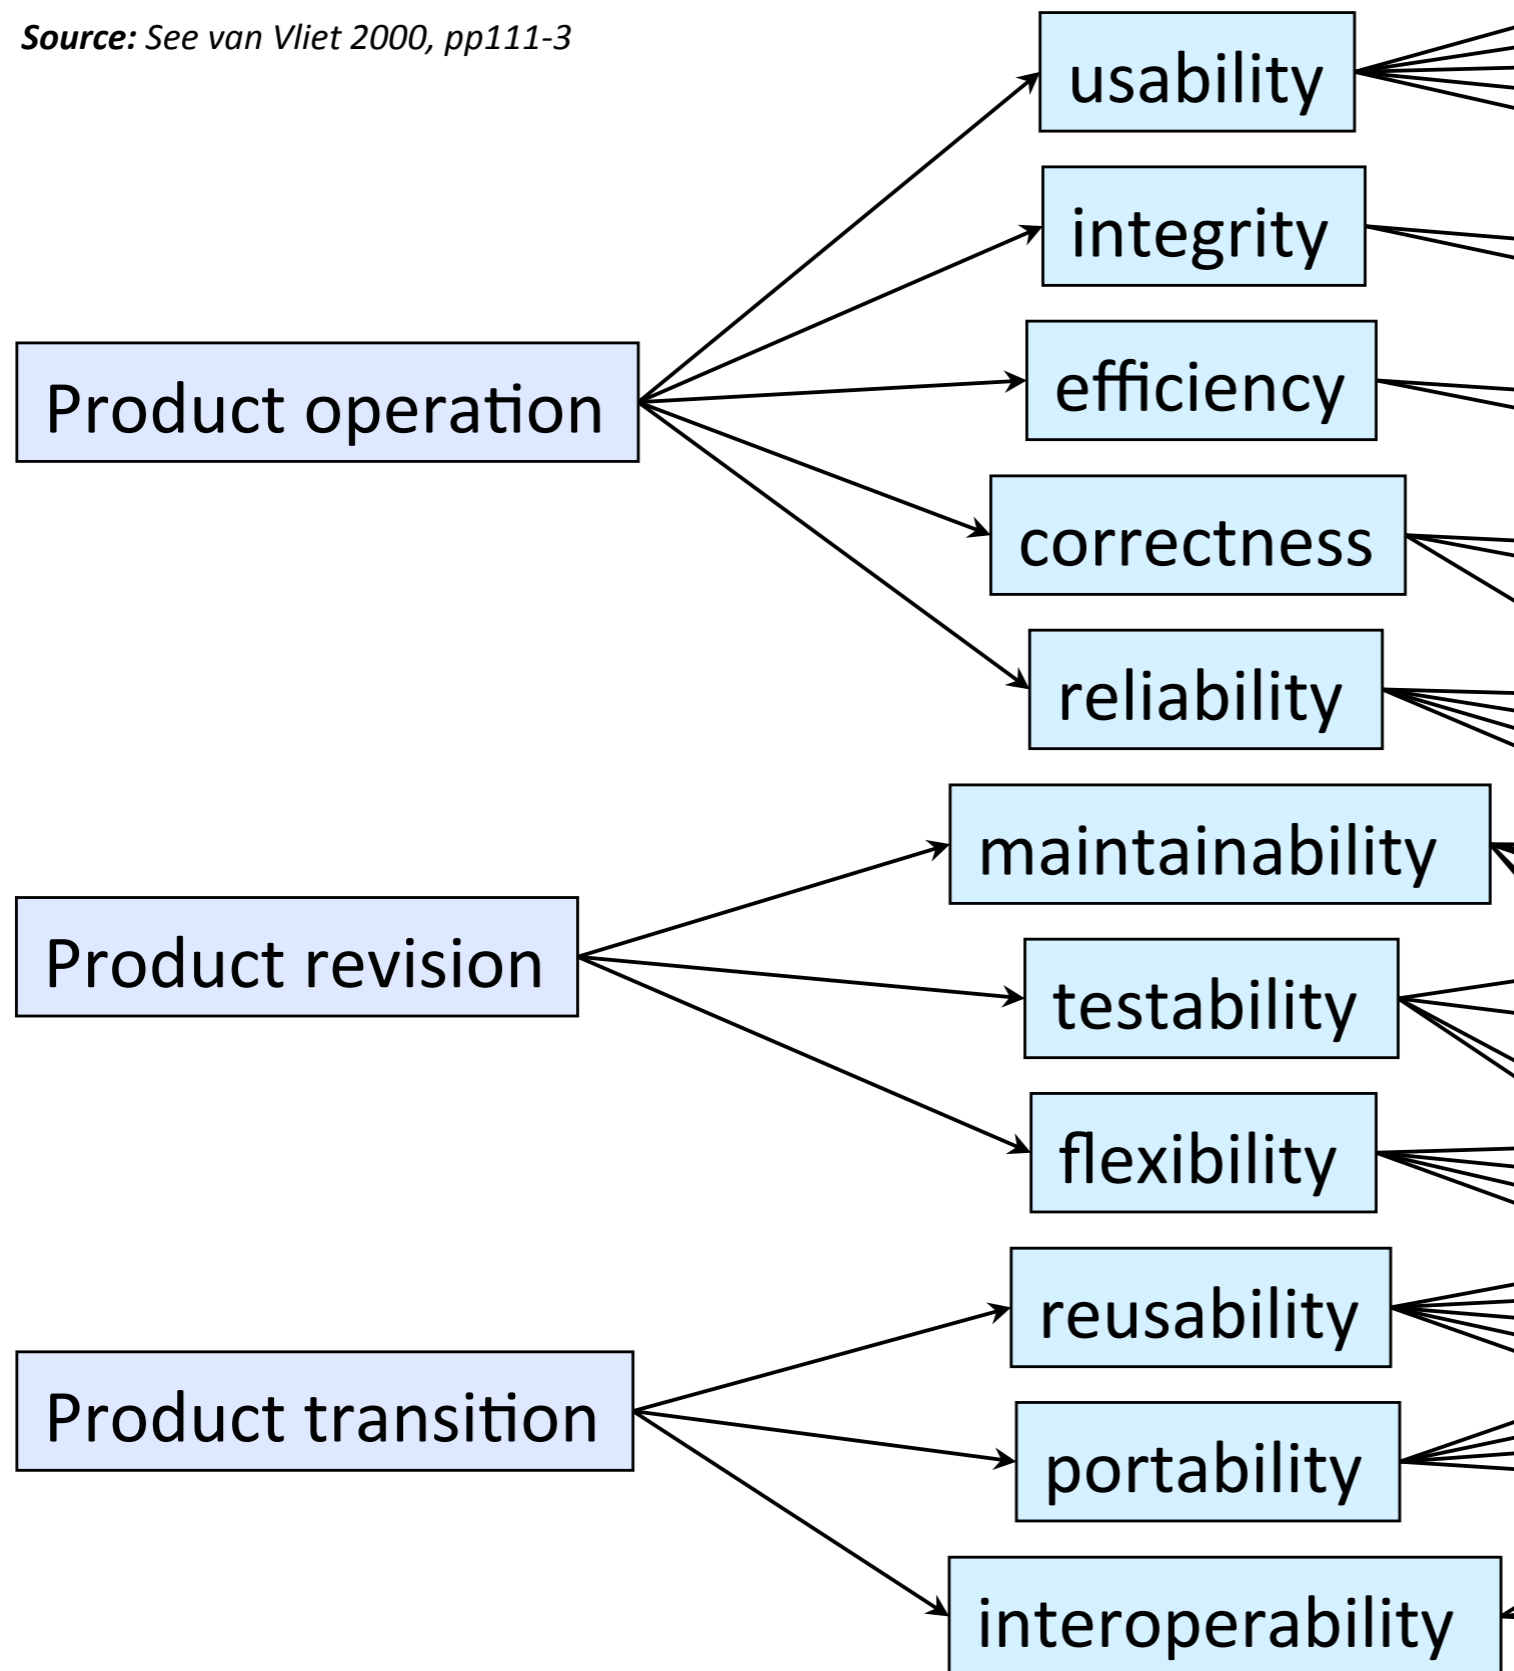 Source: See van Vliet 2000, pp111-3
usability
integrity
efficiency
Product operation
correctness
reliability
maintainability
Product revision
testability
flexibility
reusability
Product transition
portability
interoperability